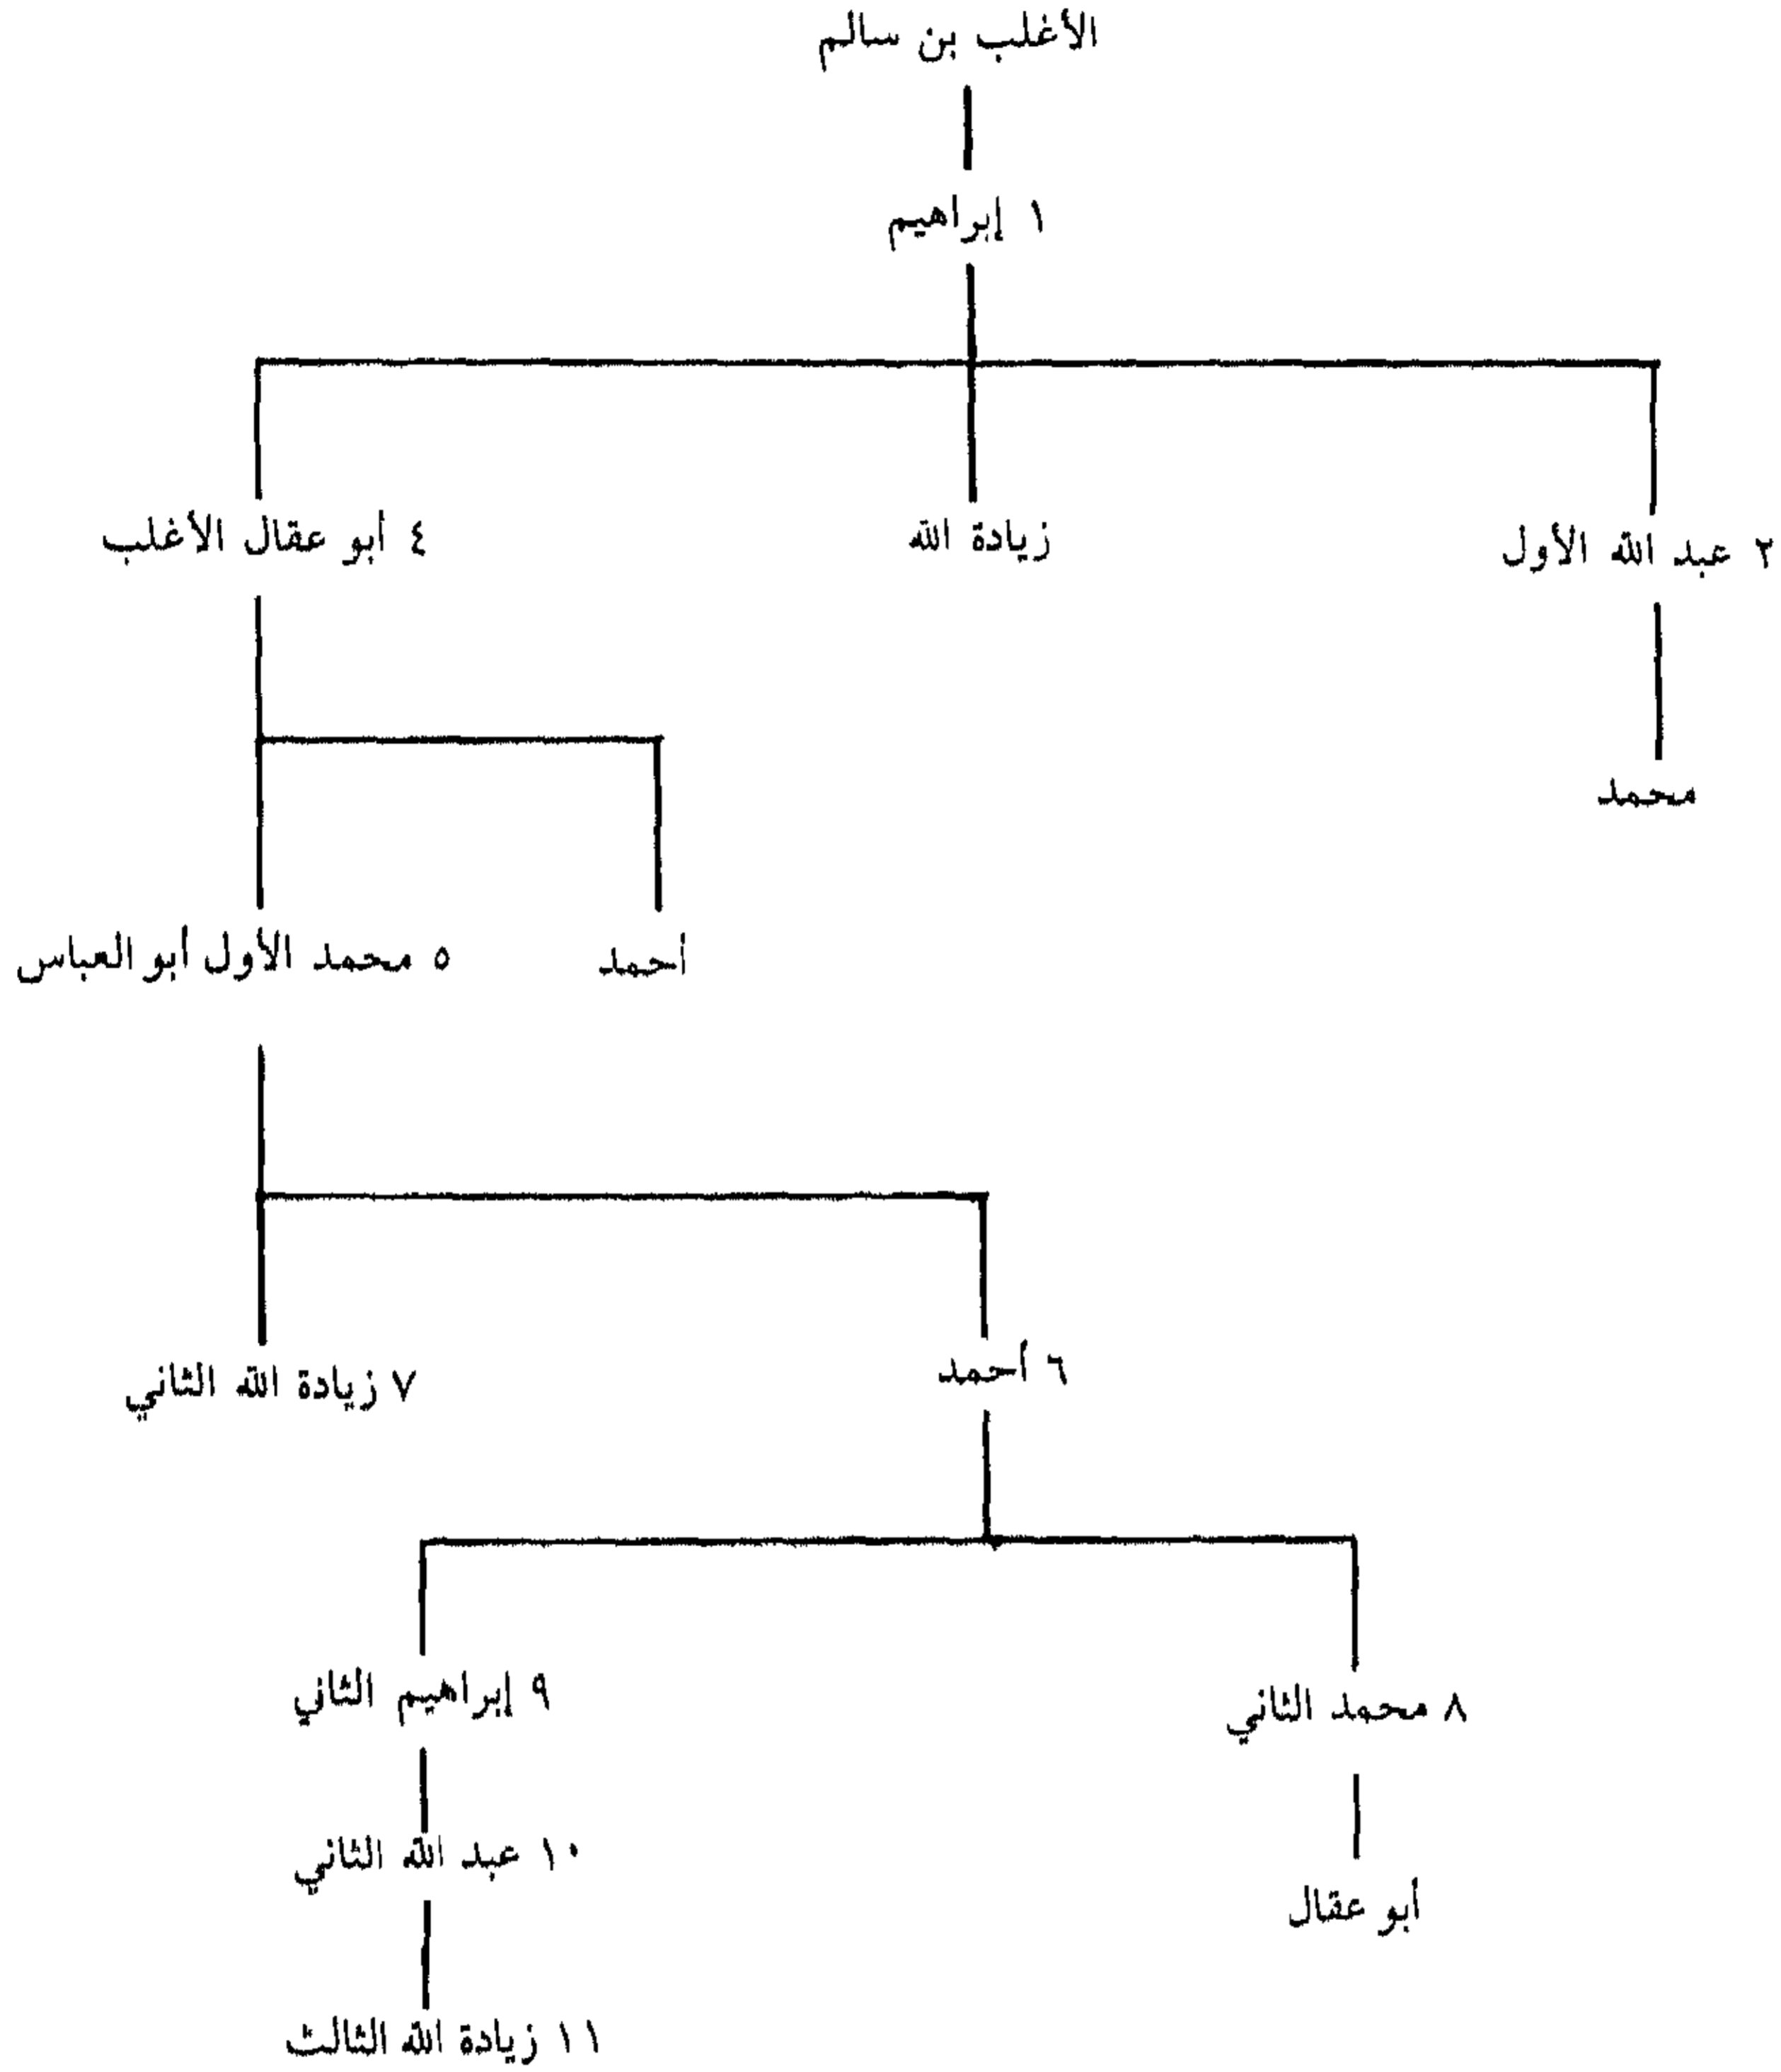 الأغلب بن سالم
١ إبراهيم
٢ عبد الله الأول
زيادة الله
٤ أبو عقال الأغلب
محمد
أحمد
٥ محمد الأول أبو العباس
٦ أحمد
٧ زيادة الله الثاني
٨ محمد الثاني
٩ إبراهيم الثاني
١٠ عبد الله الثاني
أبو عقال
١١ زيادة الله الثالث